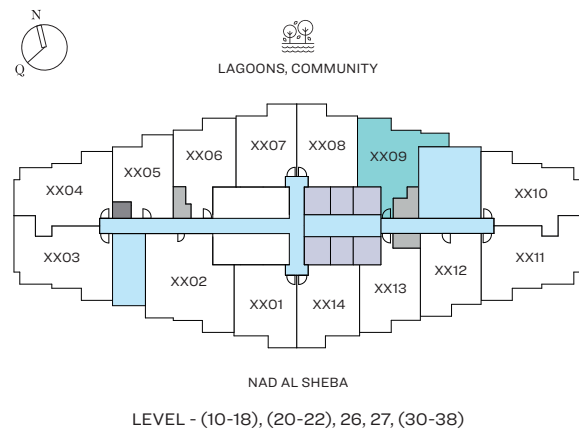 N
Q
LAGOONS, COMMUNITY
XX07
XX08
XX06
XX09
XX05
XX04
XX10
XX03
XX02
XX01
XX14
XX13
XX12
XX11
NAD AL SHEBA
LEVEL - (10-18), (20-22), 26, 27, (30-38)